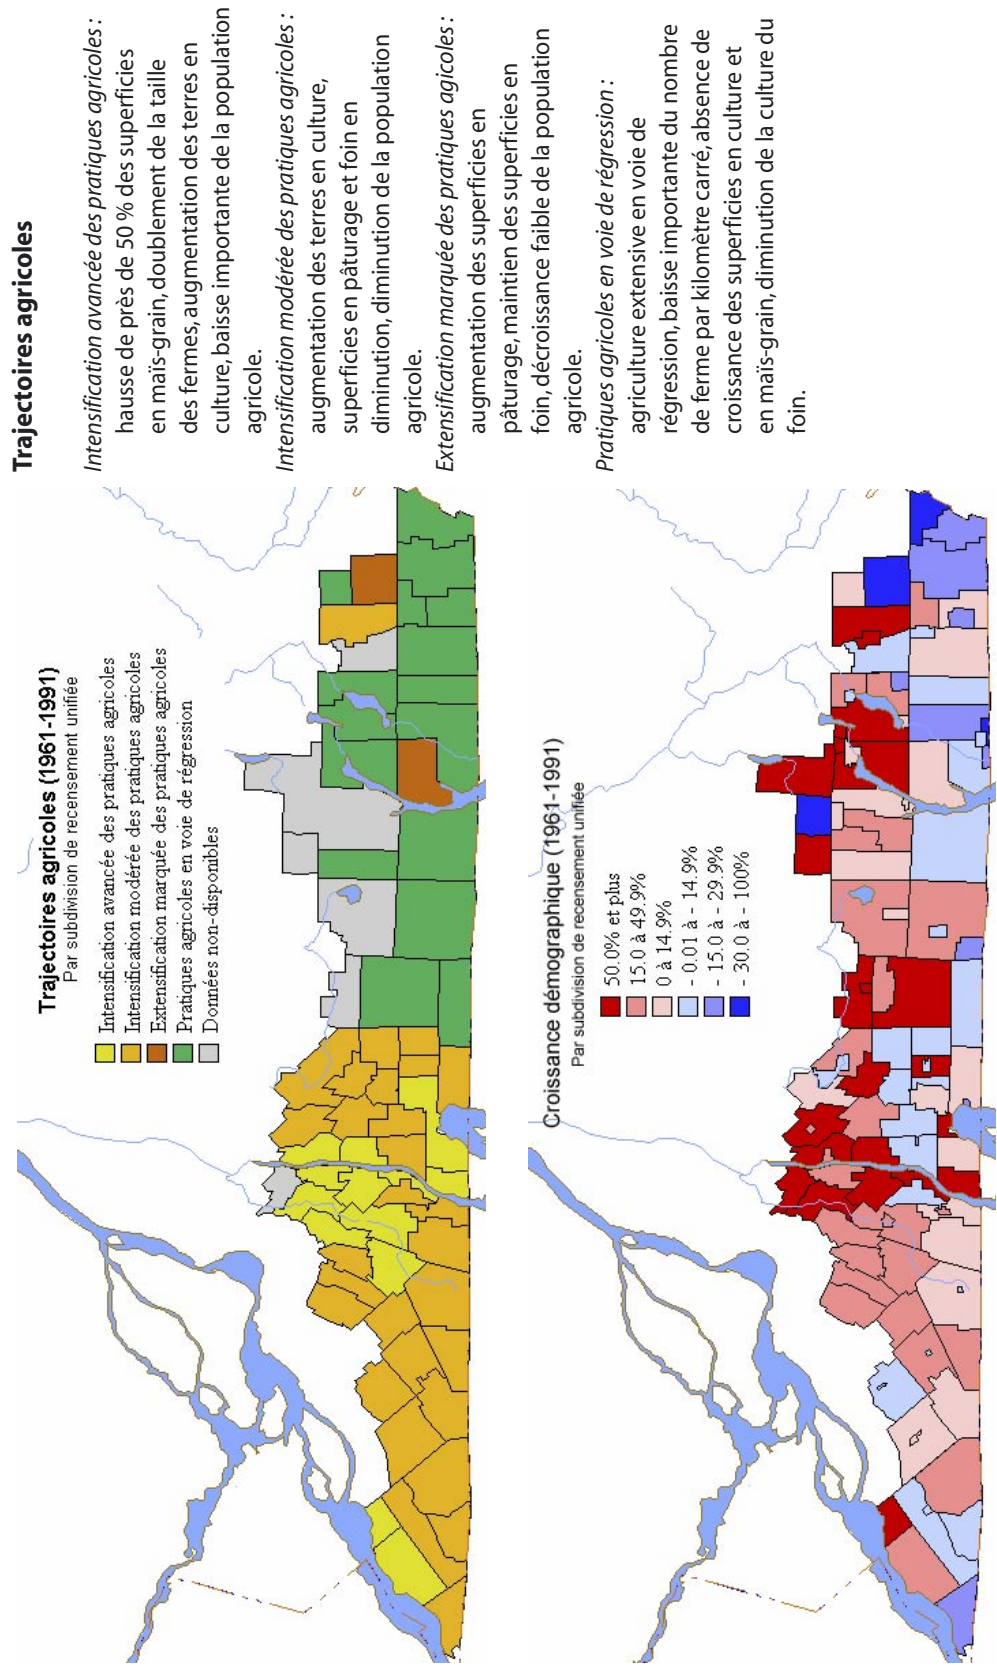 Trajectoires agricoles
Intensification avancée des pratiques agricoles :
hausse de près de 50 % des superficies
en maïs-grain, doublement de la taille
des fermes, augmentation des terres en
culture, baisse importante de la population
agricole.
Intensification modérée des pratiques agricoles :
augmentation des terres en culture,
superficies en pâturage et foin en
diminution, diminution de la population
agricole.
Extensification marquée des pratiques agicoles :
augmentation des superficies en
pâturage, maintien des superficies en
foin, décroissance faible de la population
agricole.
Pratiques agricoles en voie de régression :
agriculture extensive en voie de
régression, baisse importante du nombre
de ferme par kilomètre carré, absence de
croissance des superficies en culture et
en maïs-grain, diminution de la culture du
foin.
Trajectoires agricoles (1961-1991)
Par subdivision de recensement unifiée
Intensification avancée des pratiques agricoles
Intensification modérée des pratiques agricoles
Extensification marquée des pratiques agricoles
Pratiques agricoles en voie de régression
Données non-disponibles
Croissance démographique (1961-1991)
Par subdivision de recensement unifiée
50.0% et plus
15.0 à 49.9%
0 à 14.9%
- 0.01 à - 14.9%
- 15.0 à - 29.9%
- 30.0 à - 100%